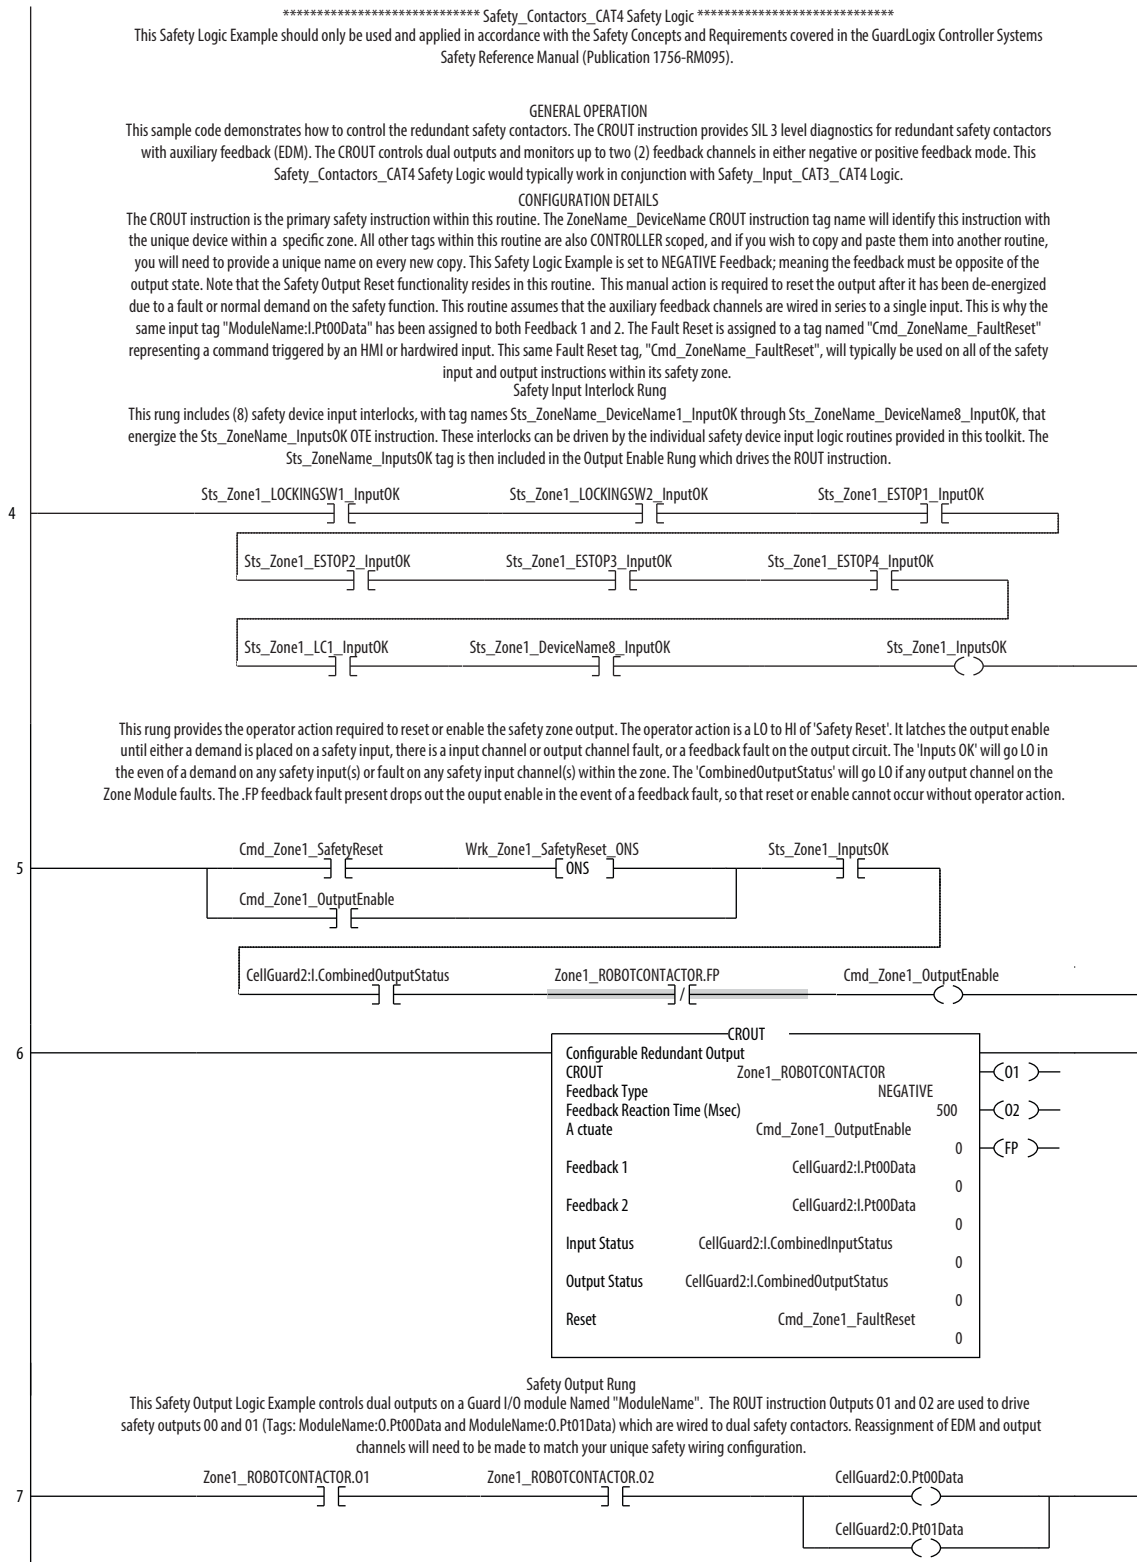 ***************************** Safety_Contactors_CAT4 Safety Logic *****************************
This Safety Logic Example should only be used and applied in accordance with the Safety Concepts and Requirements covered in the GuardLogix Controller Systems
Safety Reference Manual (Publication 1756-RM095).
GENERAL OPERATION
This sample code demonstrates how to control the redundant safety contactors. The CROUT instruction provides SIL 3 level diagnostics for redundant safety contactors
with auxiliary feedback (EDM). The CROUT controls dual outputs and monitors up to two (2) feedback channels in either negative or positive feedback mode. This
Safety_Contactors_CAT4 Safety Logic would typically work in conjunction with Safety_Input_CAT3_CAT4 Logic.
CONFIGURATION DETAILS
The CROUT instruction is the primary safety instruction within this routine. The ZoneName_DeviceName CROUT instruction tag name will identify this instruction with
the unique device within a specific zone. All other tags within this routine are also CONTROLLER scoped, and if you wish to copy and paste them into another routine,
you will need to provide a unique name on every new copy. This Safety Logic Example is set to NEGATIVE Feedback; meaning the feedback must be opposite of the
output state. Note that the Safety Output Reset functionality resides in this routine. This manual action is required to reset the output after it has been de-energized
due to a fault or normal demand on the safety function. This routine assumes that the auxiliary feedback channels are wired in series to a single input. This is why the
same input tag "ModuleName:I.Pt00Data" has been assigned to both Feedback 1 and 2. The Fault Reset is assigned to a tag named "Cmd_ZoneName_FaultReset"
representing a command triggered by an HMI or hardwired input. This same Fault Reset tag, "Cmd_ZoneName_FaultReset", will typically be used on all of the safety
input and output instructions within its safety zone.
Safety Input Interlock Rung
This rung includes (8) safety device input interlocks, with tag names Sts_ZoneName_DeviceName1_InputOK through Sts_ZoneName_DeviceName8_InputOK, that
energize the Sts_ZoneName_InputsOK OTE instruction. These interlocks can be driven by the individual safety device input logic routines provided in this toolkit. The
Sts_ZoneName_InputsOK tag is then included in the Output Enable Rung which drives the ROUT instruction.
Sts_Zone1_LOCKINGSW1_InputOK Sts_Zone1_LOCKINGSW2_InputOK Sts_Zone1_ESTOP1_InputOK
4
Sts_Zone1_ESTOP2_InputOK Sts_Zone1_ESTOP3_InputOK Sts_Zone1_ESTOP4_InputOK
Sts_Zone1_LC1_InputOK Sts_Zone1_DeviceName8_InputOK Sts_Zone1_InputsOK
This rung provides the operator action required to reset or enable the safety zone output. The operator action is a LO to HI of 'Safety Reset'. It latches the output enable
until either a demand is placed on a safety input, there is a input channel or output channel fault, or a feedback fault on the output circuit. The 'Inputs OK' will go LO in
the even of a demand on any safety input(s) or fault on any safety input channel(s) within the zone. The 'CombinedOutputStatus' will go LO if any output channel on the
Zone Module faults. The .FP feedback fault present drops out the ouput enable in the event of a feedback fault, so that reset or enable cannot occur without operator action.
Cmd_Zone1_SafetyReset Wrk_Zone1_SafetyReset_ONS Sts_Zone1_InputsOK
5 ONS
Cmd_Zone1_OutputEnable
CellGuard2:I.CombinedOutputStatus Zone1_ROBOTCONTACTOR.FP Cmd_Zone1_OutputEnable
/
CROUT
6
Configurable Redundant Output
CROUT Zone1_ROBOTCONTACTOR O1
Feedback Type NEGATIVE
Feedback Reaction Time (Msec) 500 O2
A ctuate Cmd_Zone1_OutputEnable
0 FP
Feedback 1 CellGuard2:I.Pt00Data
0
Feedback 2 CellGuard2:I.Pt00Data
0
Input Status CellGuard2:I.CombinedInputStatus
0
Output Status CellGuard2:I.CombinedOutputStatus
0
Reset Cmd_Zone1_FaultReset
0
Safety Output Rung
This Safety Output Logic Example controls dual outputs on a Guard I/O module Named "ModuleName". The ROUT instruction Outputs O1 and O2 are used to drive
safety outputs 00 and 01 (Tags: ModuleName:O.Pt00Data and ModuleName:O.Pt01Data) which are wired to dual safety contactors. Reassignment of EDM and output
channels will need to be made to match your unique safety wiring configuration.
Zone1_ROBOTCONTACTOR.O1 Zone1_ROBOTCONTACTOR.O2 CellGuard2:O.Pt00Data
7
CellGuard2:O.Pt01Data